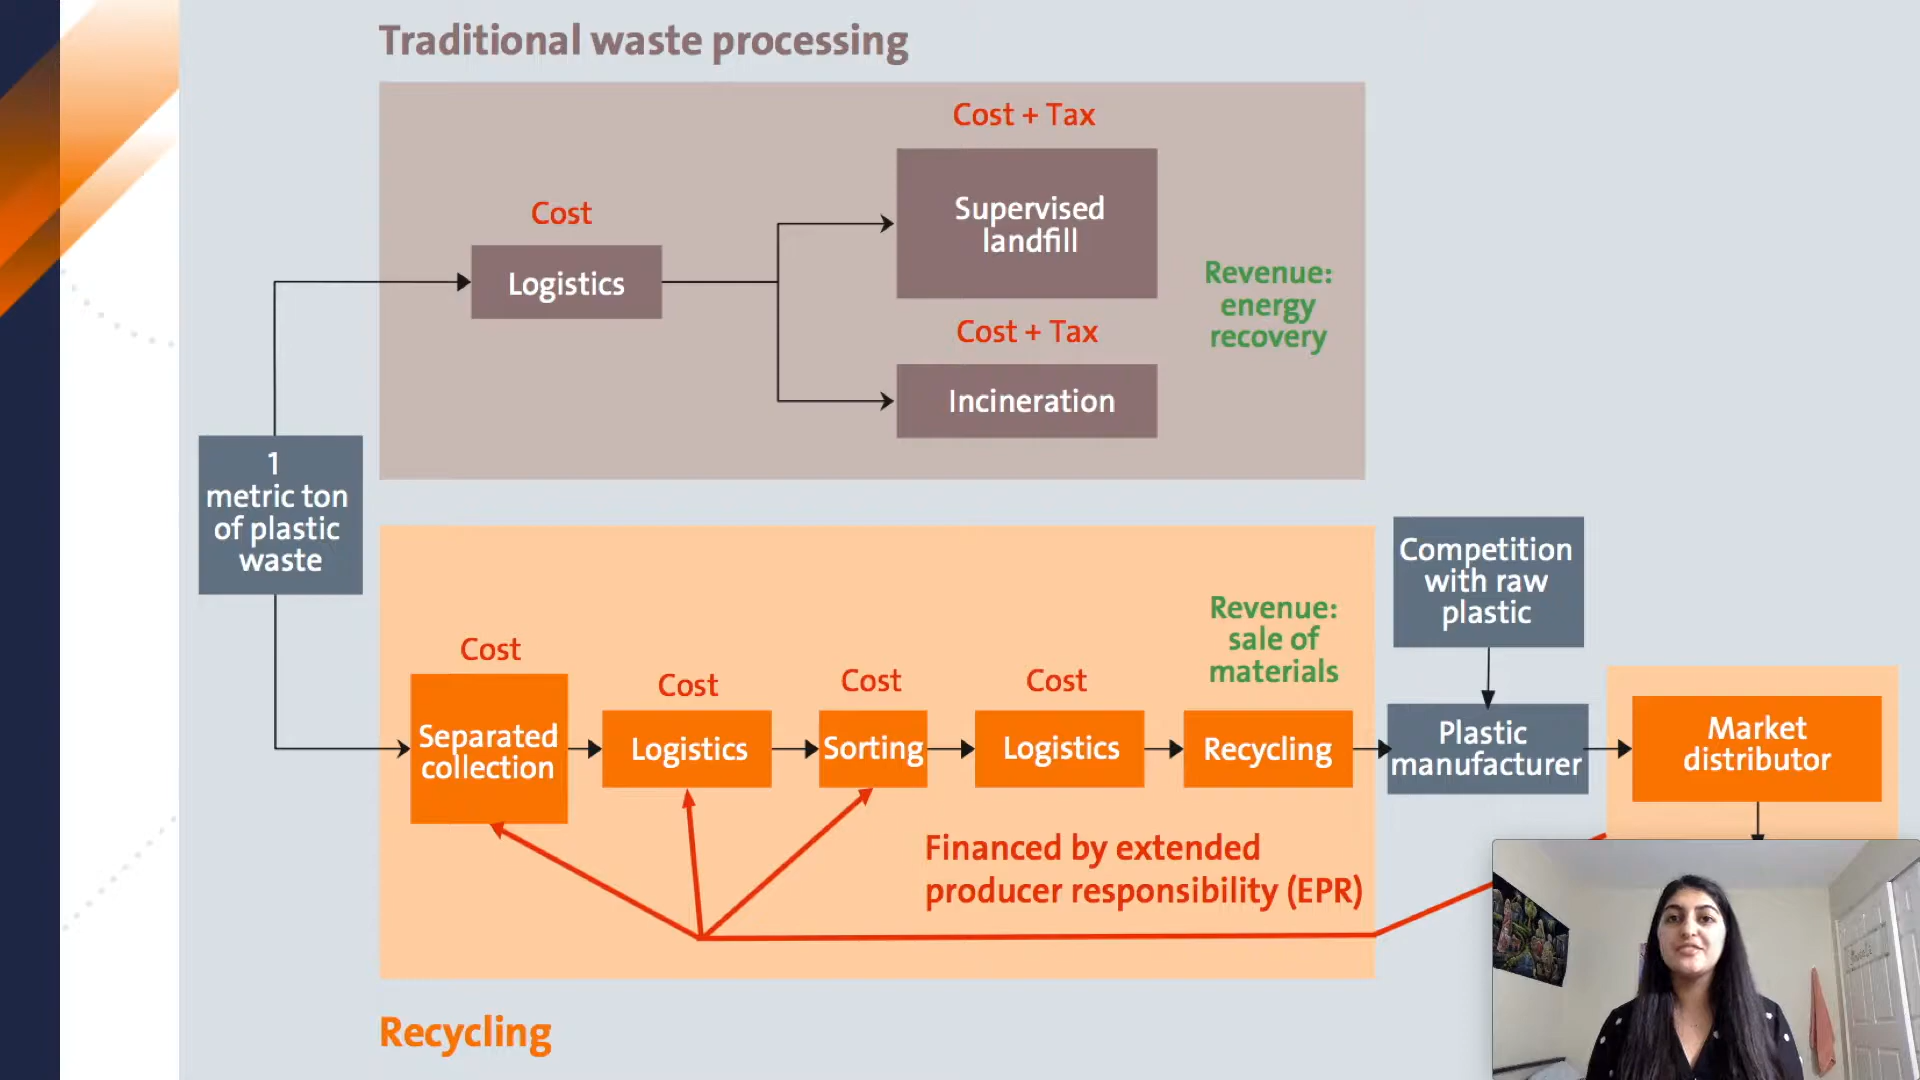 Traditional waste processing
Cost + Tax
Supervised
landfill
Cost
Logistics
Revenue:
energy
recovery
Cost + Tax
Incineration
1
metric ton
of plastic
waste
Competition
with raw
plastic
Revenue:
sale of
materials
Cost
Cost
Cost
Cost
Separated
collection
Logistics
Sorting
Logistics
Recycling
Plastic
manufacturer
Market
distributor
Financed by extended
producer responsibility (EPR)
Recycling